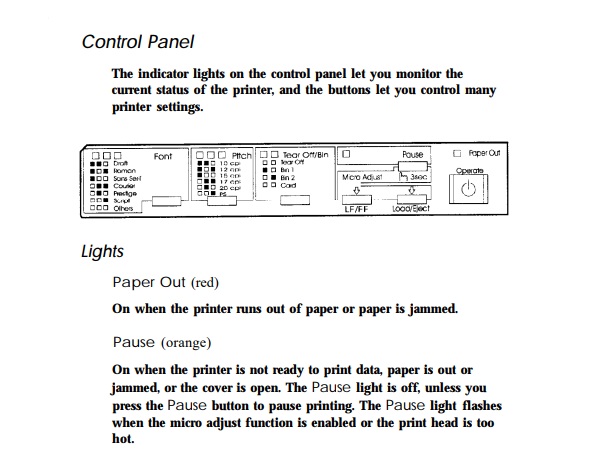 Control Panel
The indicator lights on the control panel let you monitor the
current status of the printer, and the buttons let you control many
printer settings.
Font
Draft
Roman
Sans Serif
Courier
Prestige
Script
Others
Pitch
10 cpi
12 cpi
15 cpi
17 cpi
20 cpi
PS
Tear Off/Bin
Tear Off
Bin 1
Bin 2
Card
Pause
Micro Adjust
3sec
LF/FF
Load/Eject
Paper Out
Operate
Lights
Paper Out (red)
On when the printer runs out of paper or paper is jammed.
Pause (orange)
On when the printer is not ready to print data, paper is out or
jammed, or the cover is open. The Pause light is off, unless you
press the Pause button to pause printing. The Pause light flashes
when the micro adjust function is enabled or the print head is too
hot.